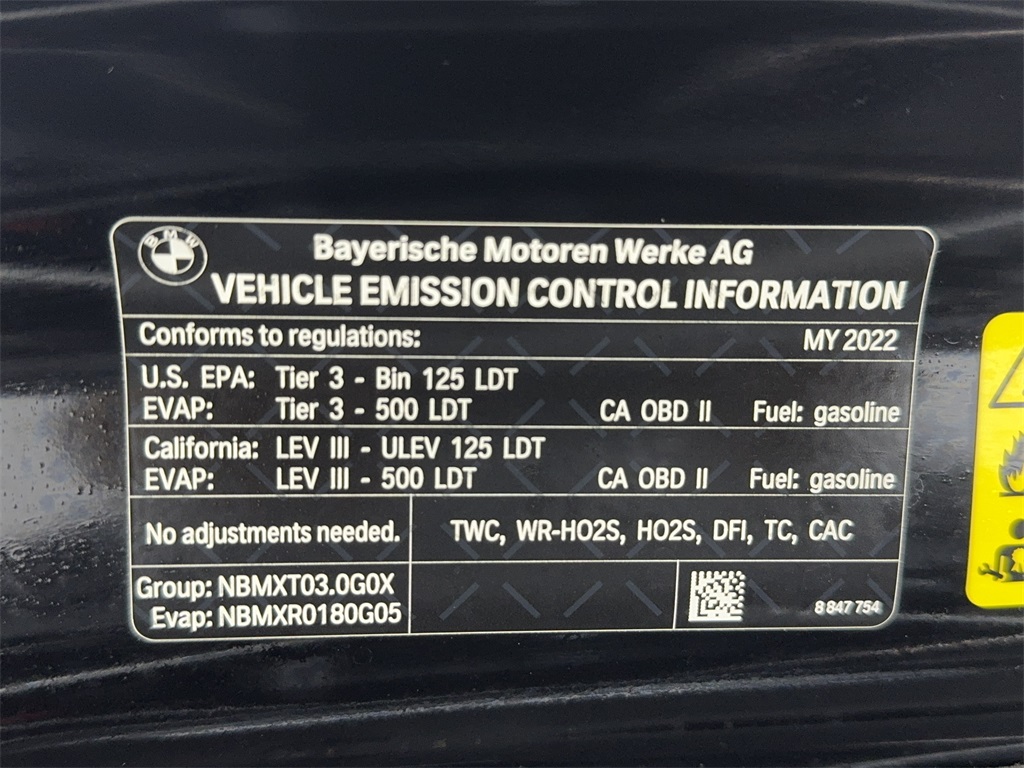 BMW
Bayerische Motoren Werke AG
VEHICLE EMISSION CONTROL INFORMATION
Conforms to regulations: MY 2022
U.S. EPA: Tier 3 - Bin 125 LDT
EVAP: Tier 3 - 500 LDT CA OBD II Fuel: gasoline
California: LEV III - ULEV 125 LDT
EVAP: LEV III - 500 LDT CA OBD II Fuel: gasoline
No adjustments needed. TWC, WR-HO2S, HO2S, DFI, TC, CAC
Group: NBMXT03.0G0X
Evap: NBMXR0180G05
8 847 754